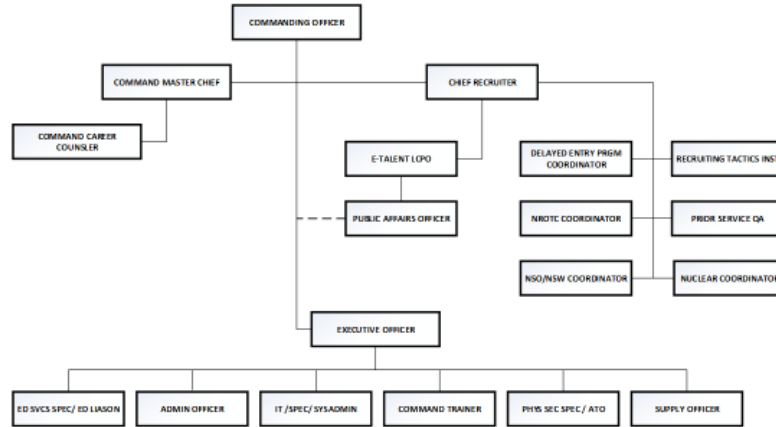 COMMANDING OFFICER
COMMAND MASTER CHIEF
CHIEF RECRUITER
COMMAND CAREER
COUNSLER
E-TALENT LCPO
DELAYED ENTRY PRGM
COORDINATOR
RECRUITING TACTICS INST
PUBLIC AFFAIRS OFFICER
NROTC COORDINATOR
PRIOR SERVICE QA
NSO/NSW COORDINATOR
NUCLEAR COORDINATOR
EXECUTIVE OFFICER
ED SVCS SPEC/ ED LIASON
ADMIN OFFICER
IT /SPEC/ SYSADMIN
COMMAND TRAINER
PHYS SEC SPEC / ATO
SUPPLY OFFICER